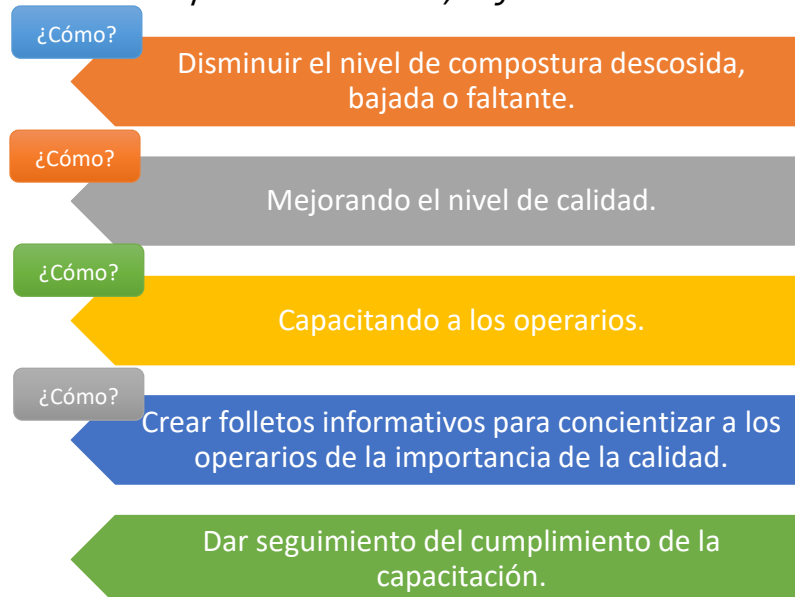 ¿Cómo?
Disminuir el nivel de compostura descosida,
bajada o faltante.
¿Cómo?
Mejorando el nivel de calidad.
¿Cómo?
Capacitando a los operarios.
¿Cómo?
Crear folletos informativos para concientizar a los
operarios de la importancia de la calidad.
Dar seguimiento del cumplimiento de la
capacitación.